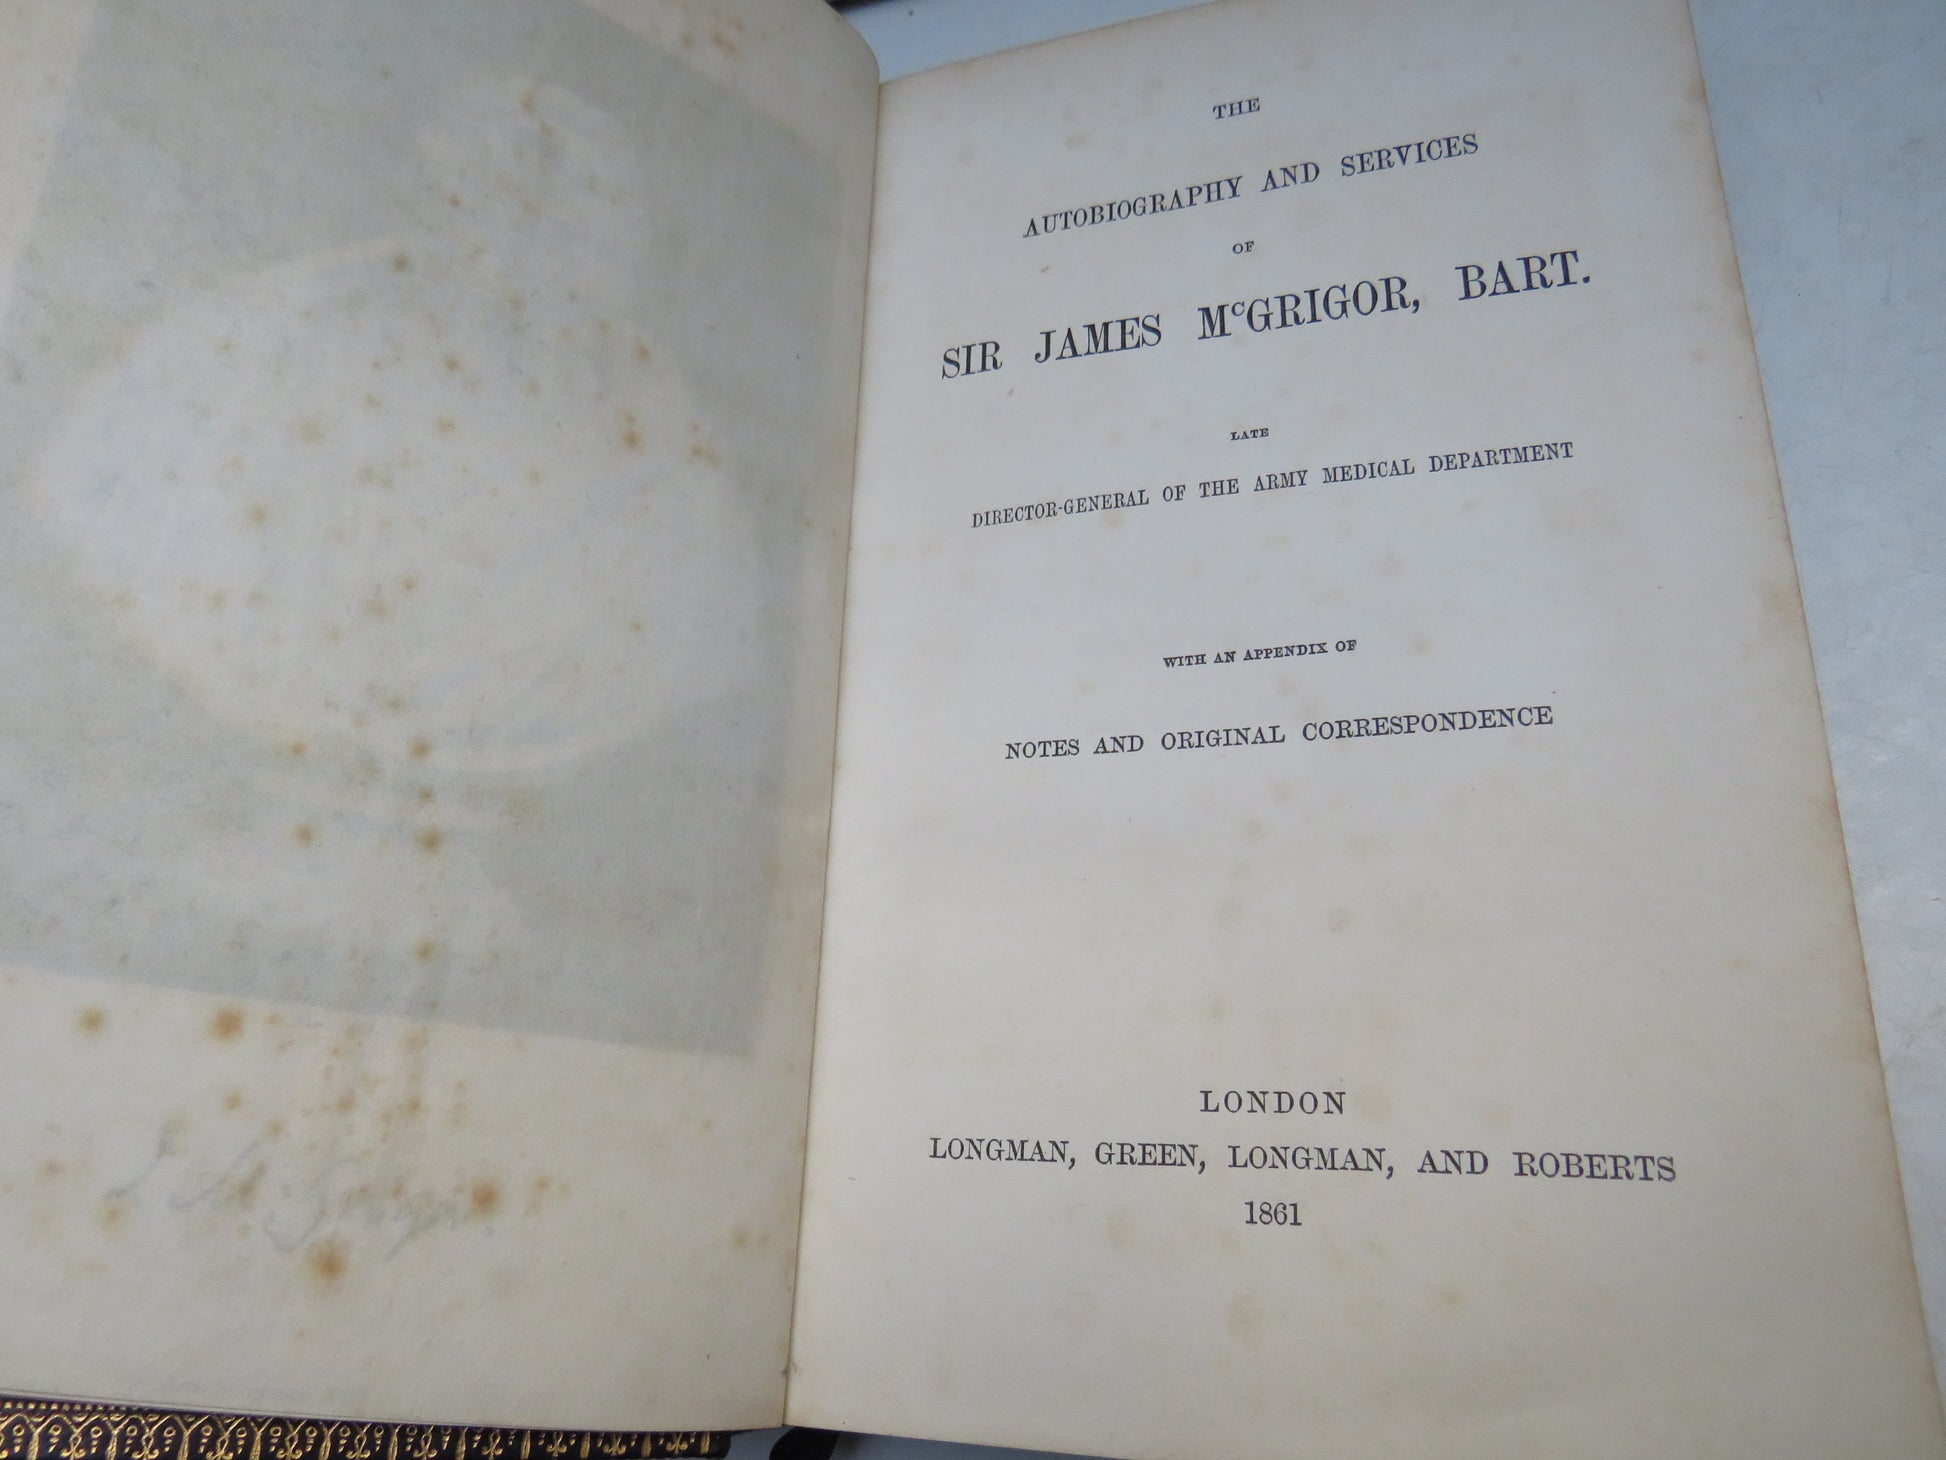 THE
AUTOBIOGRAPHY AND SERVICES
OF
SIR JAMES McGRIGOR, BART.
LATE
DIRECTOR-GENERAL OF THE ARMY MEDICAL DEPARTMENT
WITH AN APPENDIX OF
NOTES AND ORIGINAL CORRESPONDENCE
LONDON
LONGMAN, GREEN, LONGMAN, AND ROBERTS
1861